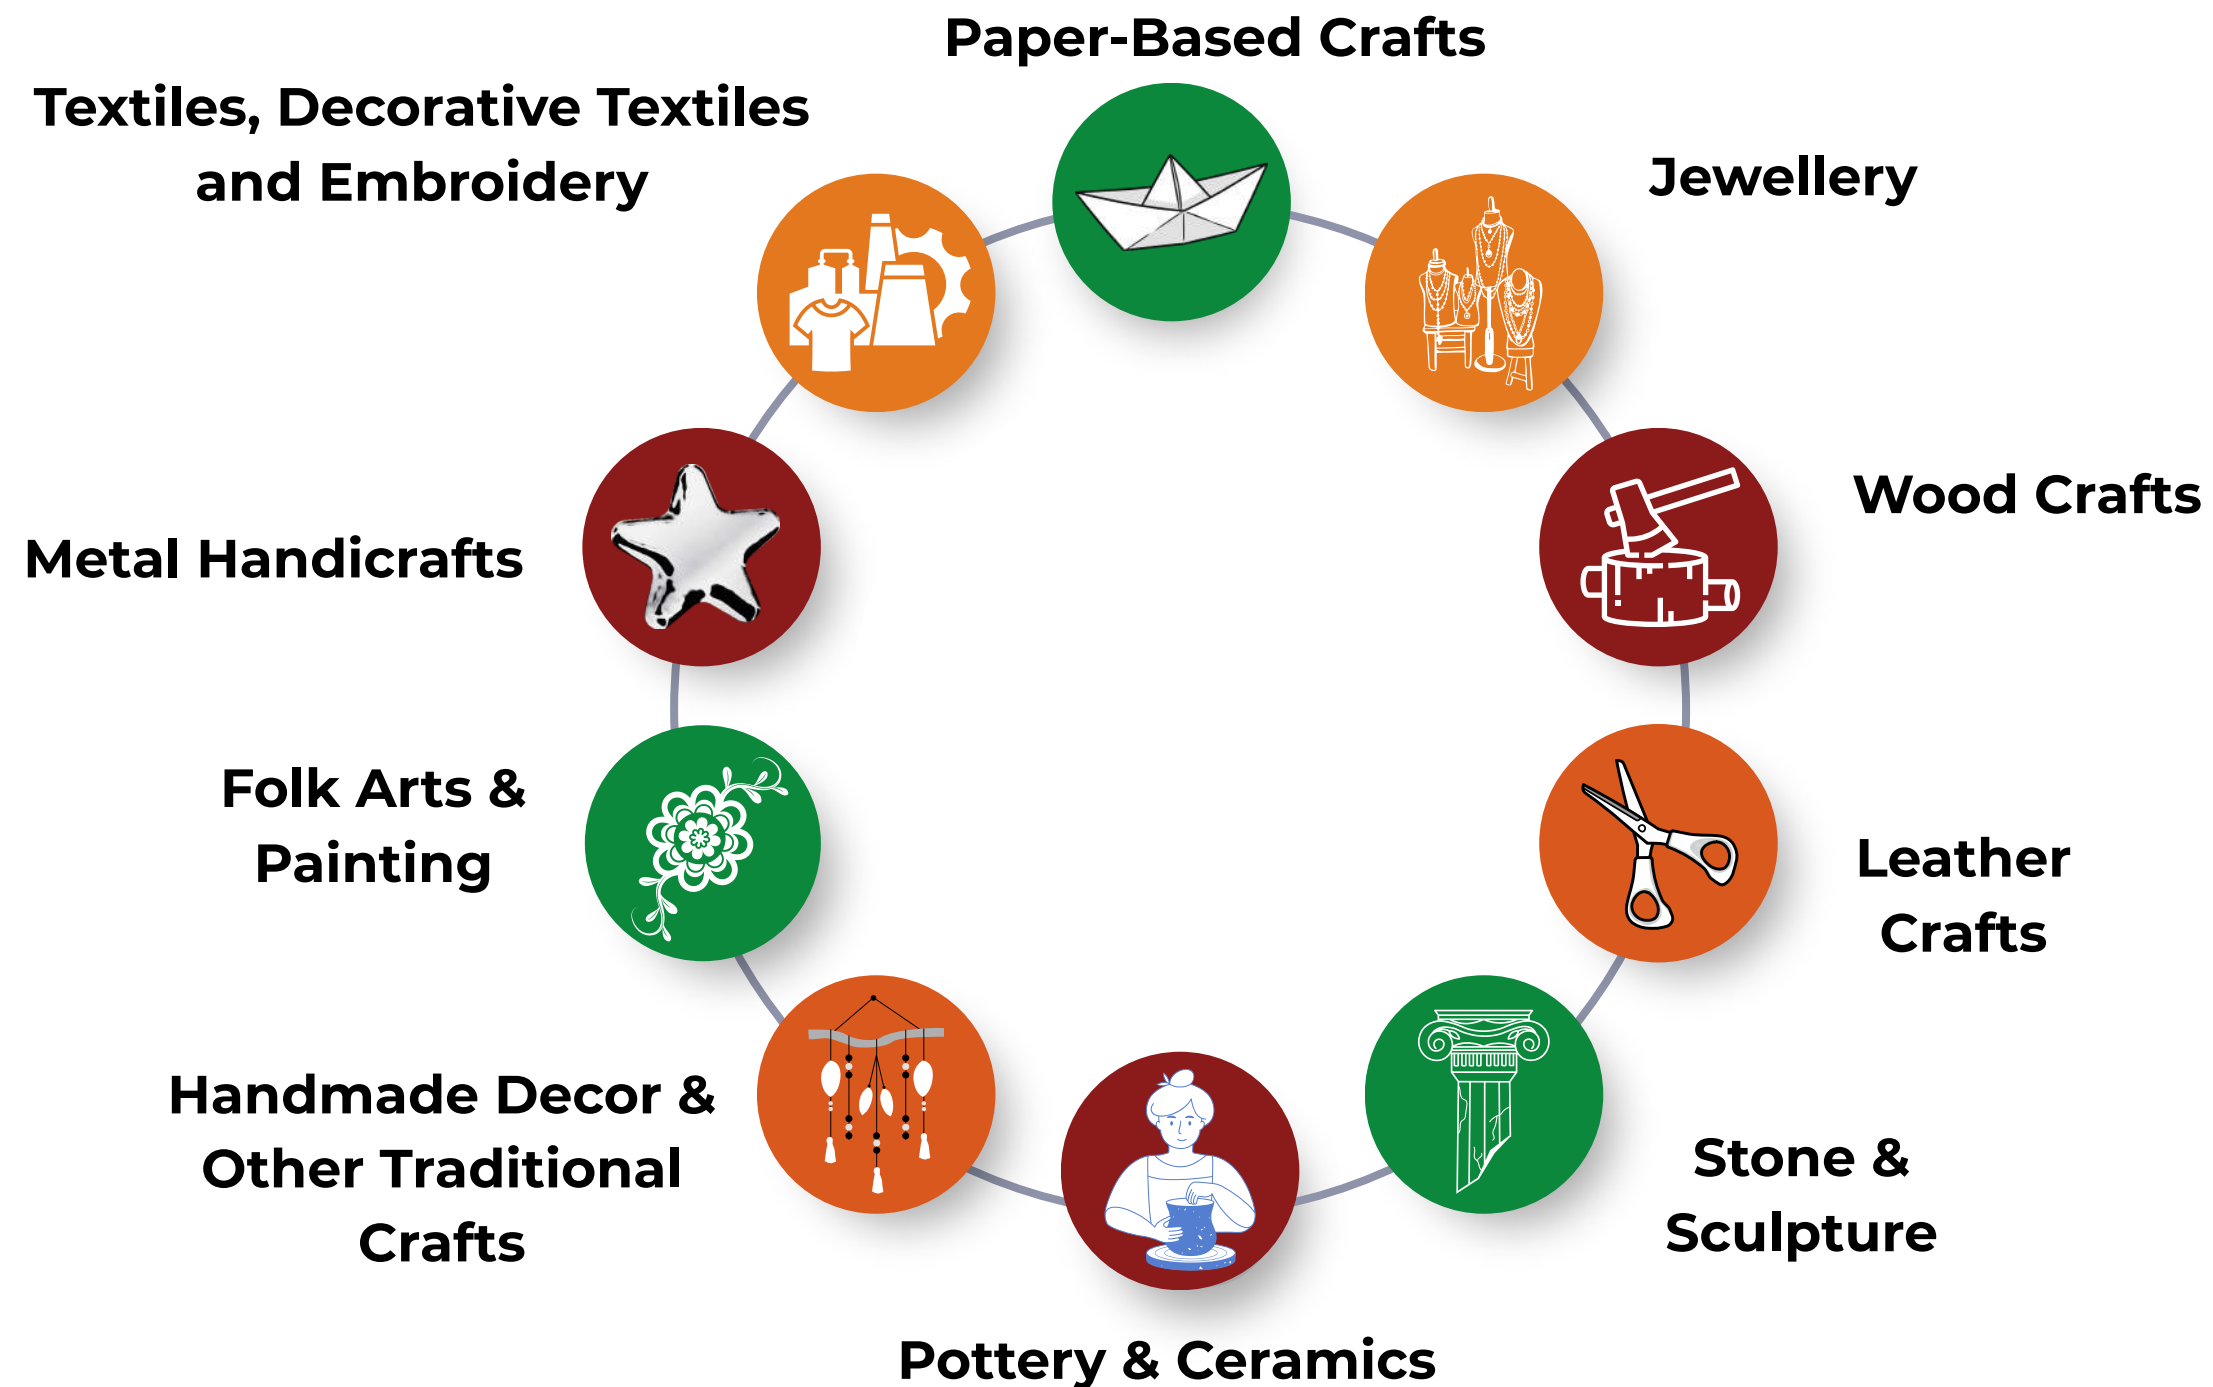 Paper-Based Crafts
Textiles, Decorative Textiles
and Embroidery
Jewellery
Wood Crafts
Metal Handicrafts
Folk Arts &
Painting
Leather
Crafts
Handmade Decor &
Other Traditional
Crafts
Stone &
Sculpture
Pottery & Ceramics